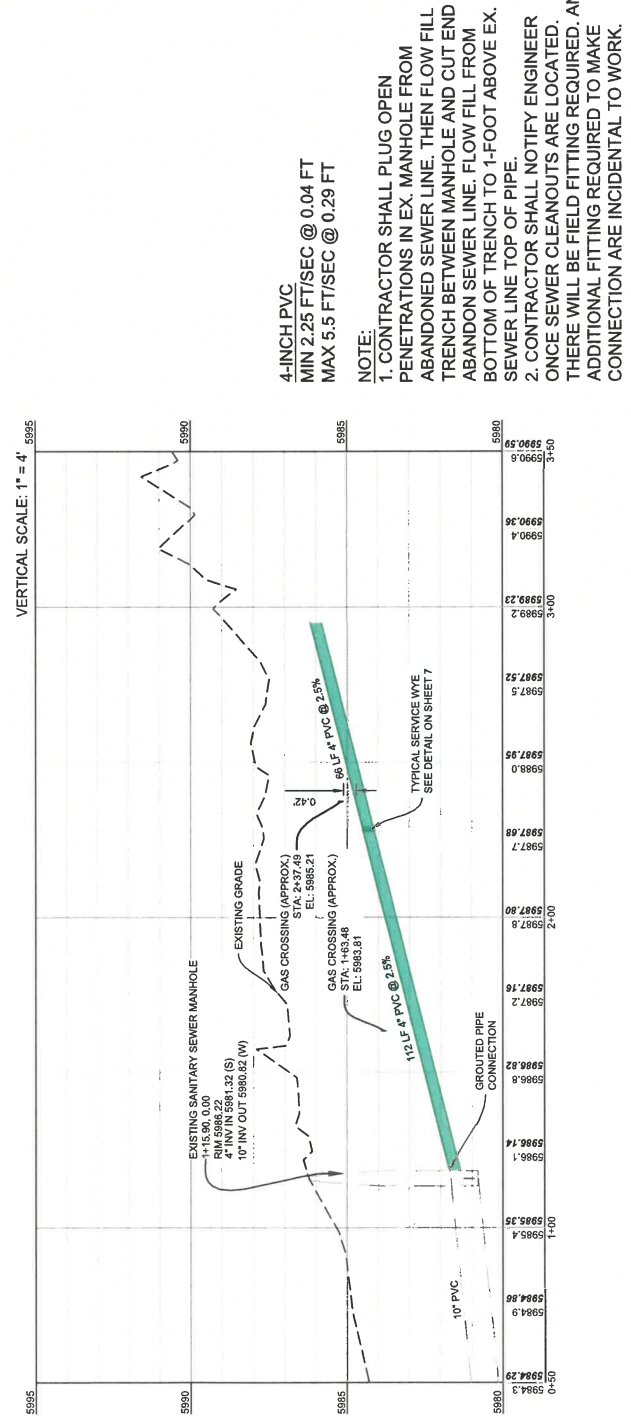 VERTICAL SCALE: 1" = 4'
5995
5990
5985
5980
5995
5990
5985
5980
EXISTING SANITARY SEWER MANHOLE
1+15.90, 0.00
RIM 5986.22
4" INV IN 5981.32 (S)
10" INV OUT 5980.82 (W)
EXISTING GRADE
GAS CROSSING (APPROX.)
STA: 2+37.49
EL: 5985.21
GAS CROSSING (APPROX.)
STA: 1+63.48
EL: 5983.81
0.42'
66 LF 4" PVC @ 2.5%
112 LF 4" PVC @ 2.5%
TYPICAL SERVICE WYE
SEE DETAIL ON SHEET 7
GROUTED PIPE
CONNECTION
10" PVC
5984.29
5984.86
5985.35
5986.14
5986.82
5987.16
5987.80
5987.68
5987.95
5987.52
5989.23
5990.36
5990.59
5984.3
5984.9
5985.4
5986.1
5986.8
5987.2
5987.8
5987.7
5988.0
5987.5
5989.2
5990.4
5990.6
0+50
1+00
2+00
3+00
3+50
4-INCH PVC
MIN 2.25 FT/SEC @ 0.04 FT
MAX 5.5 FT/SEC @ 0.29 FT
NOTE:
1. CONTRACTOR SHALL PLUG OPEN
PENETRATIONS IN EX. MANHOLE FROM
ABANDONED SEWER LINE. THEN FLOW FILL
TRENCH BETWEEN MANHOLE AND CUT END
ABANDON SEWER LINE. FLOW FILL FROM
BOTTOM OF TRENCH TO 1-FOOT ABOVE EX.
SEWER LINE TOP OF PIPE.
2. CONTRACTOR SHALL NOTIFY ENGINEER
ONCE SEWER CLEANOUTS ARE LOCATED.
THERE WILL BE FIELD FITTING REQUIRED.
ADDITIONAL FITTING REQUIRED TO MAKE
CONNECTION ARE INCIDENTAL TO WORK.